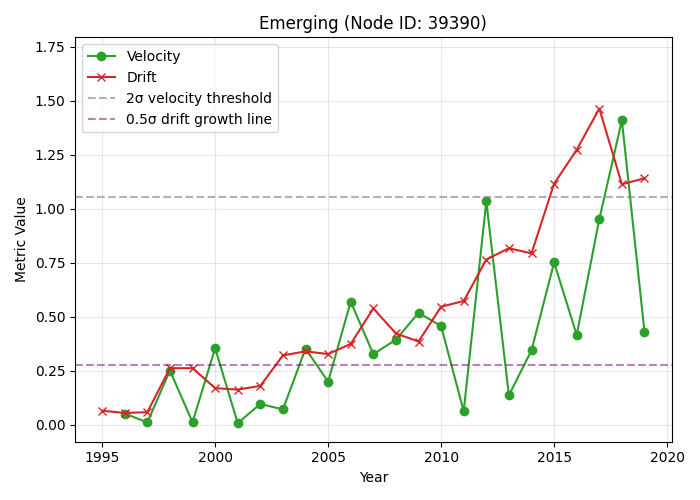 Emerging (Node ID: 39390)
Velocity
Drift
2σ velocity threshold
0.5σ drift growth line
Metric Value
1.75
1.50
1.25
1.00
0.75
0.50
0.25
0.00
1995 2000 2005 2010 2015 2020
Year